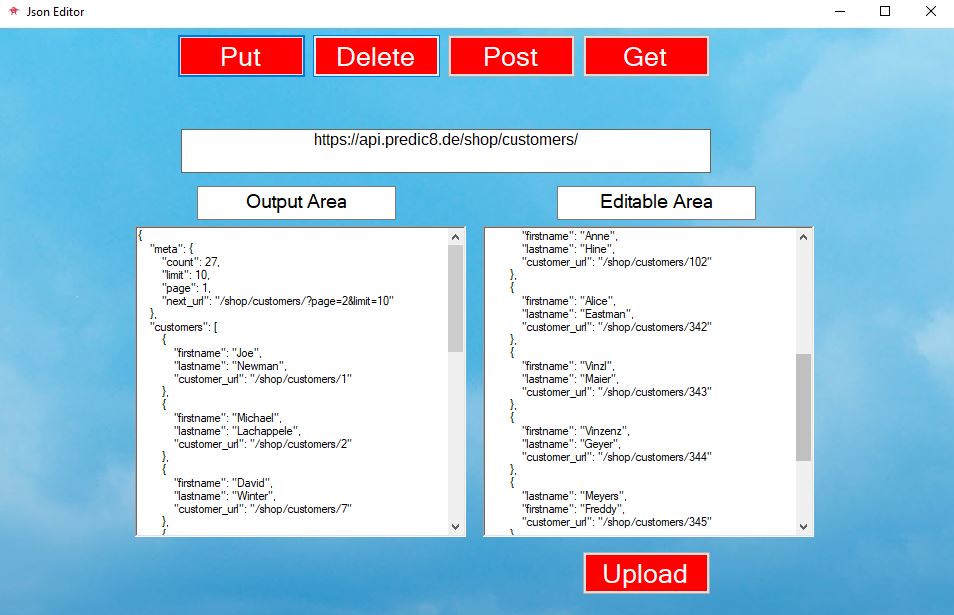 Json Editor
Put Delete Post Get
https://api.predic8.de/shop/customers/
Output Area
Editable Area
{
"meta": {
"count": 27,
"limit": 10,
"page": 1,
"next_url": "/shop/customers/?page=2&limit=10"
},
"customers": [
{
"firstname": "Joe",
"lastname": "Newman",
"customer_url": "/shop/customers/1"
},
{
"firstname": "Michael",
"lastname": "Lachappele",
"customer_url": "/shop/customers/2"
},
{
"firstname": "David",
"lastname": "Winter",
"customer_url": "/shop/customers/7"
},
{
"firstname": "Anne",
"lastname": "Hine",
"customer_url": "/shop/customers/102"
},
{
"firstname": "Alice",
"lastname": "Eastman",
"customer_url": "/shop/customers/342"
},
{
"firstname": "Vinzl",
"lastname": "Maier",
"customer_url": "/shop/customers/343"
},
{
"firstname": "Vinzenz",
"lastname": "Geyer",
"customer_url": "/shop/customers/344"
},
{
"lastname": "Meyers",
"firstname": "Freddy",
"customer_url": "/shop/customers/345"
},
Upload